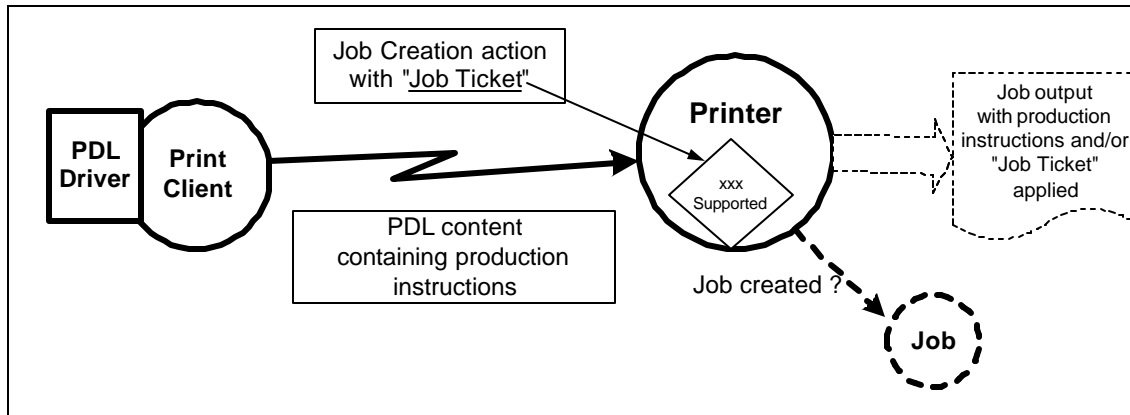 Job Creation action
with "Job Ticket"
PDL
Driver
Print
Client
PDL content
containing production
instructions
Printer
xxx
Supported
Job output
with production
instructions and/or
"Job Ticket"
applied
Job created ?
Job